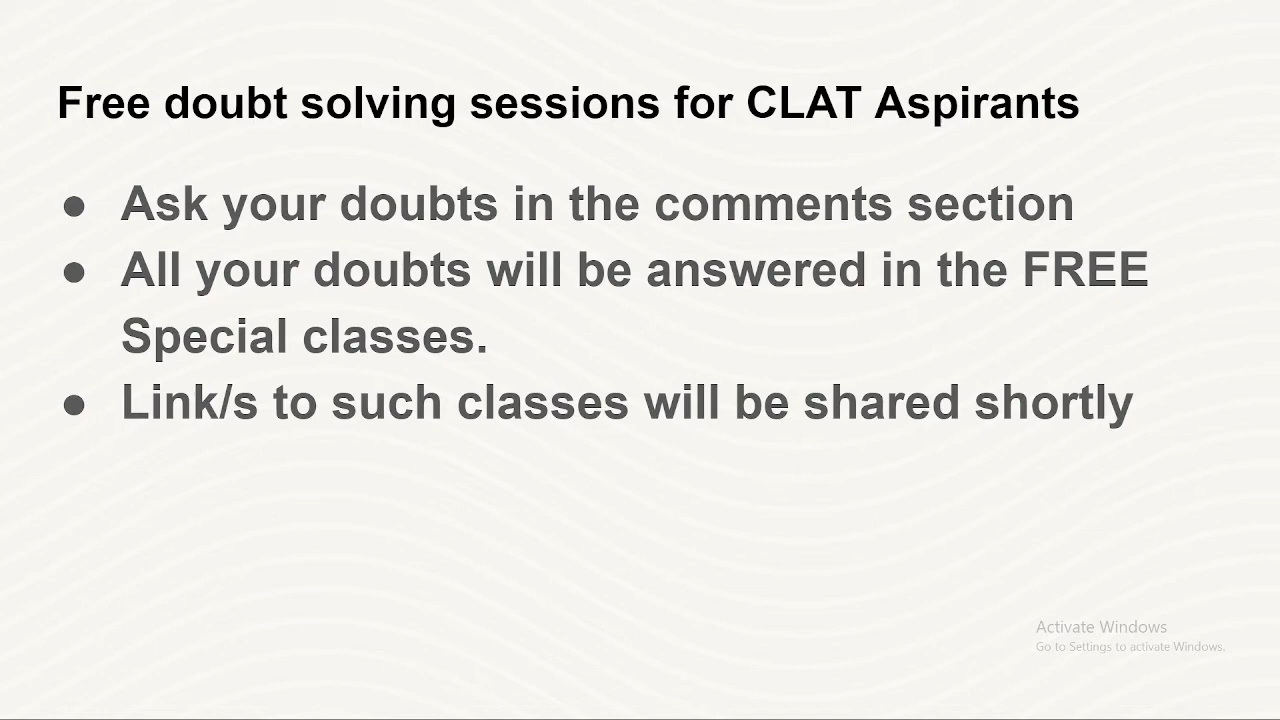 Free doubt solving sessions for CLAT Aspirants
● Ask your doubts in the comments section
● All your doubts will be answered in the FREE
Special classes.
● Link/s to such classes will be shared shortly
Activate Windows
Go to Settings to activate Windows.